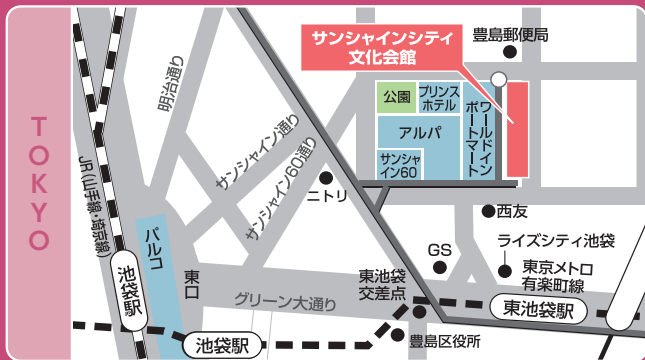 TOKYO
サンシャインシティ
文化会館
豊島郵便局
明治通り
公園
プリンス
ホテル
ワールドイン
ポートマート
アルパ
サンシャ
イン60
サンシャイン通り
サンシャイン60通り
ニトリ
JR(山手線・埼京線)
西友
パルコ
ライズシティ池袋
GS
東京メトロ
有楽町線
池袋駅
東口
東池袋
交差点
グリーン大通り
東池袋駅
池袋駅
豊島区役所